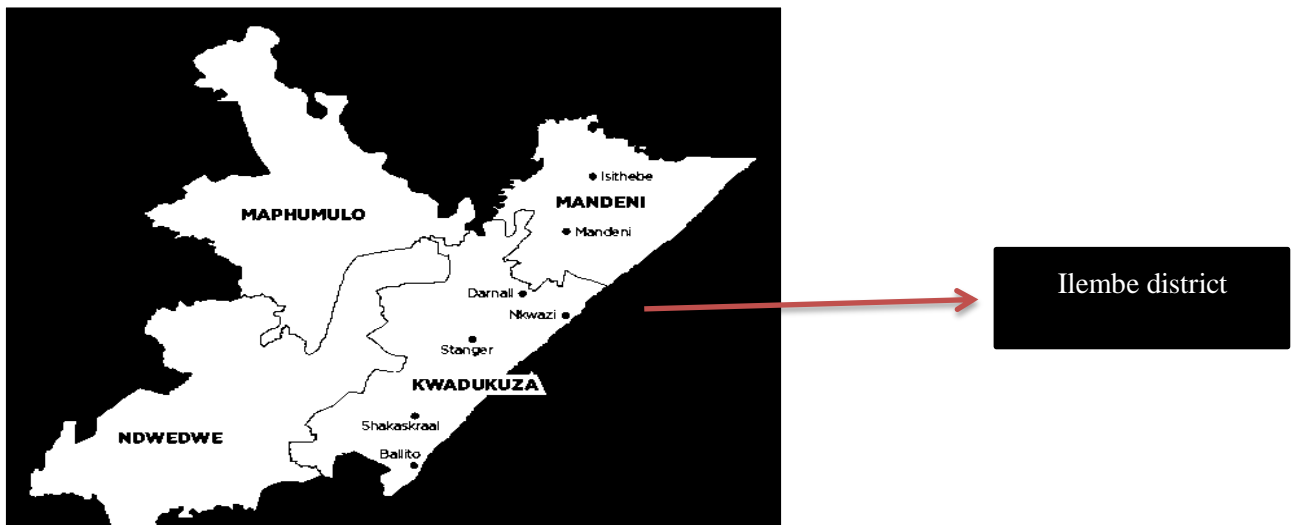 Isithebe
MANDENI
MAPHUMULO
Mandeni
Ilembe district
Darnall
Nkwazi
Stanger
KWADUKUZA
Shakaskraal
NDWEDWE
Ballito